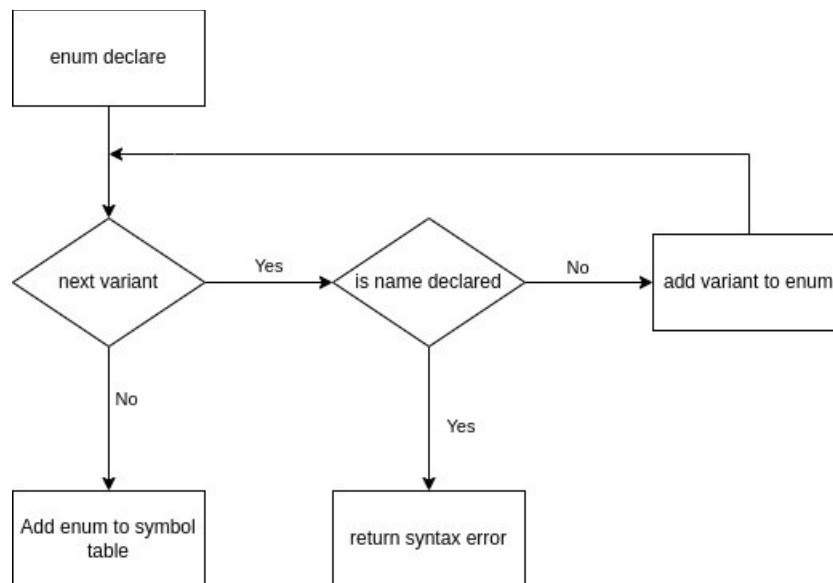 enum declare
next variant
Yes
is name declared
No
add variant to enum
No
Yes
Add enum to symbol
table
return syntax error